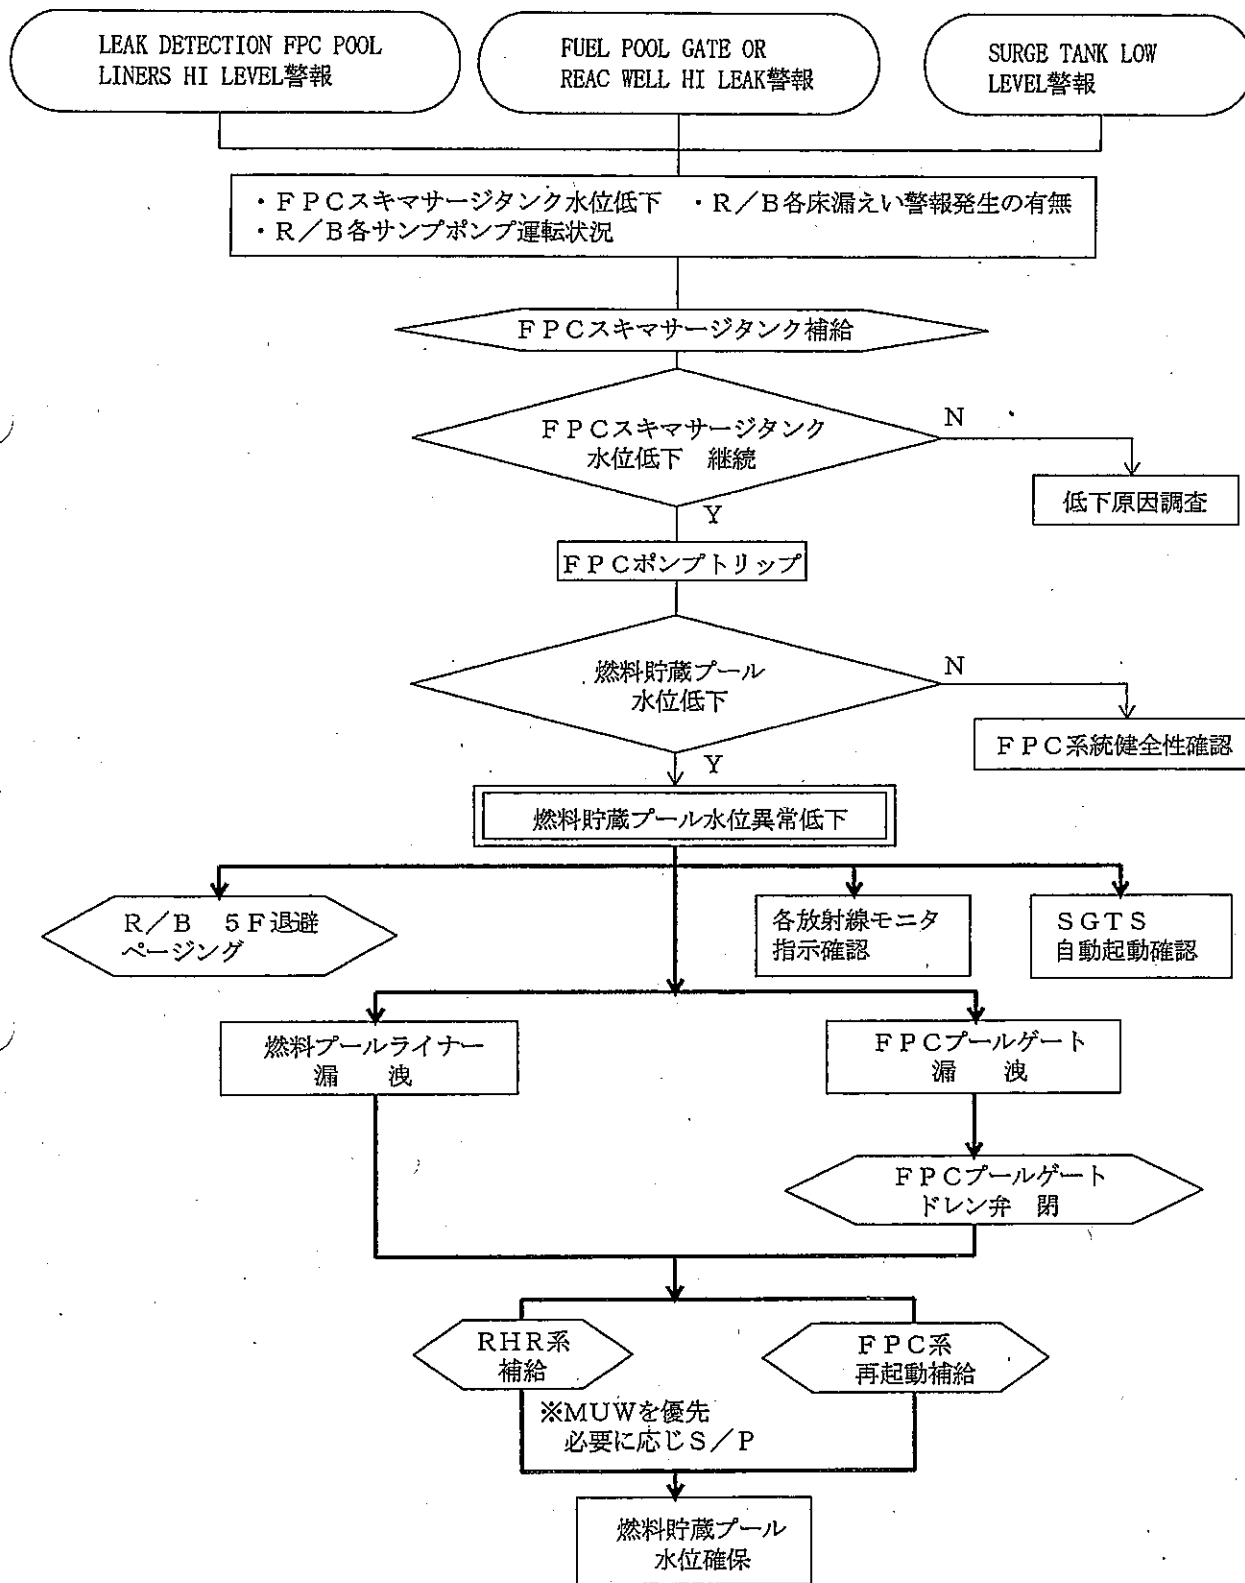 LEAK DETECTION FPC POOL
LINERS HI LEVEL警報
FUEL POOL GATE OR
REAC WELL HI LEAK警報
SURGE TANK LOW
LEVEL警報
・ＦＰＣスキマサージタンク水位低下　・Ｒ／Ｂ各床漏えい警報発生の有無
・Ｒ／Ｂ各サンプポンプ運転状況
ＦＰＣスキマサージタンク補給
ＦＰＣスキマサージタンク
水位低下　継続
N
低下原因調査
Y
ＦＰＣポンプトリップ
燃料貯蔵プール
水位低下
N
ＦＰＣ系統健全性確認
Y
燃料貯蔵プール水位異常低下
Ｒ／Ｂ　５Ｆ退避
ページング
各放射線モニタ
指示確認
ＳＧＴＳ
自動起動確認
燃料プールライナー
漏　　洩
ＦＰＣプールゲート
漏　　洩
ＦＰＣプールゲート
ドレン弁　閉
RHR系
補給
ＦＰＣ系
再起動補給
※MUWを優先
必要に応じＳ／Ｐ
燃料貯蔵プール
水位確保